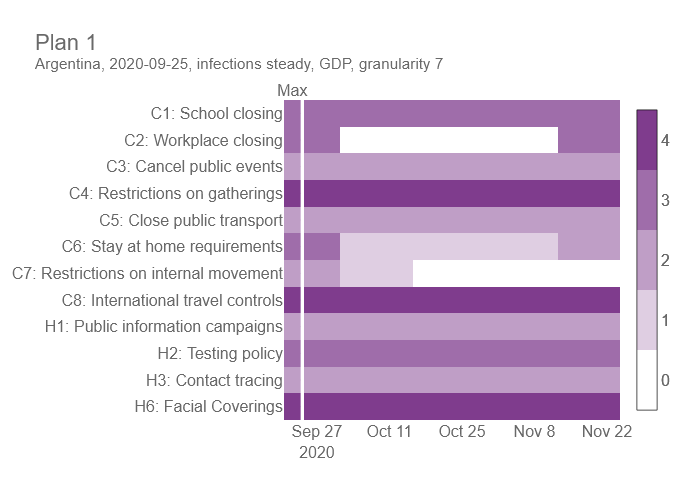 Plan 1
Argentina, 2020-09-25, infections steady, GDP, granularity 7
Max
C1: School closing
C2: Workplace closing
C3: Cancel public events
C4: Restrictions on gatherings
C5: Close public transport
C6: Stay at home requirements
C7: Restrictions on internal movement
C8: International travel controls
H1: Public information campaigns
H2: Testing policy
H3: Contact tracing
H6: Facial Coverings
Sep 27 Oct 11 Oct 25 Nov 8 Nov 22
2020
4
3
2
1
0